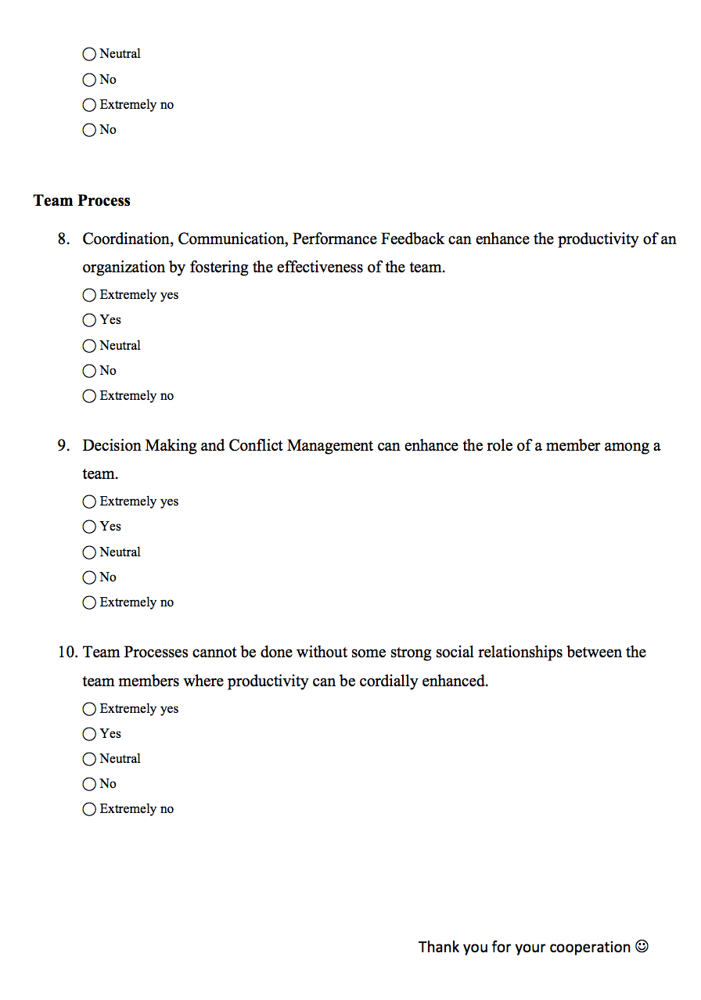 Neutral
No
Extremely no
No
Team Process
8. Coordination, Communication, Performance Feedback can enhance the productivity of an
organization by fostering the effectiveness of the team.
Extremely yes
Yes
Neutral
No
Extremely no
9. Decision Making and Conflict Management can enhance the role of a member among a
team.
Extremely yes
Yes
Neutral
No
Extremely no
10. Team Processes cannot be done without some strong social relationships between the
team members where productivity can be cordially enhanced.
Extremely yes
Yes
Neutral
No
Extremely no
Thank you for your cooperation ☺